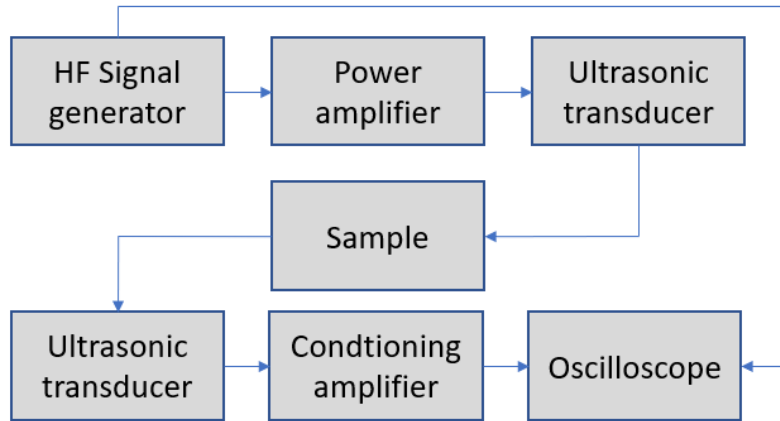 HF Signal
generator
Power
amplifier
Ultrasonic
transducer
Sample
Ultrasonic
transducer
Condtioning
amplifier
Oscilloscope